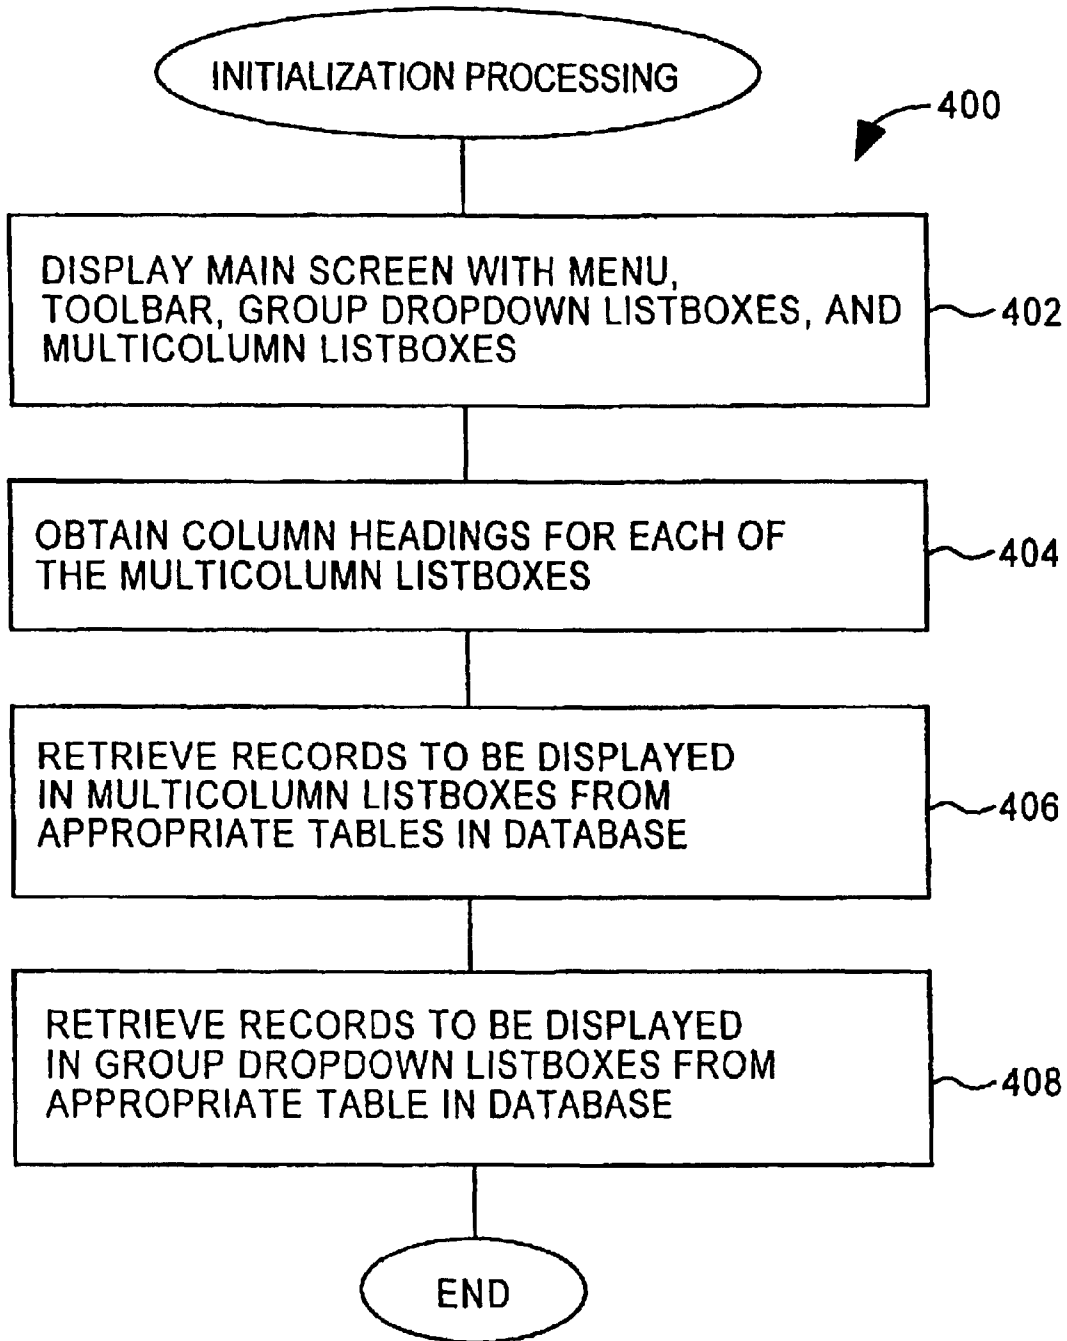 INITIALIZATION PROCESSING
400
DISPLAY MAIN SCREEN WITH MENU,
TOOLBAR, GROUP DROPDOWN LISTBOXES, AND
MULTICOLUMN LISTBOXES
402
OBTAIN COLUMN HEADINGS FOR EACH OF
THE MULTICOLUMN LISTBOXES
404
RETRIEVE RECORDS TO BE DISPLAYED
IN MULTICOLUMN LISTBOXES FROM
APPROPRIATE TABLES IN DATABASE
406
RETRIEVE RECORDS TO BE DISPLAYED
IN GROUP DROPDOWN LISTBOXES FROM
APPROPRIATE TABLE IN DATABASE
408
END